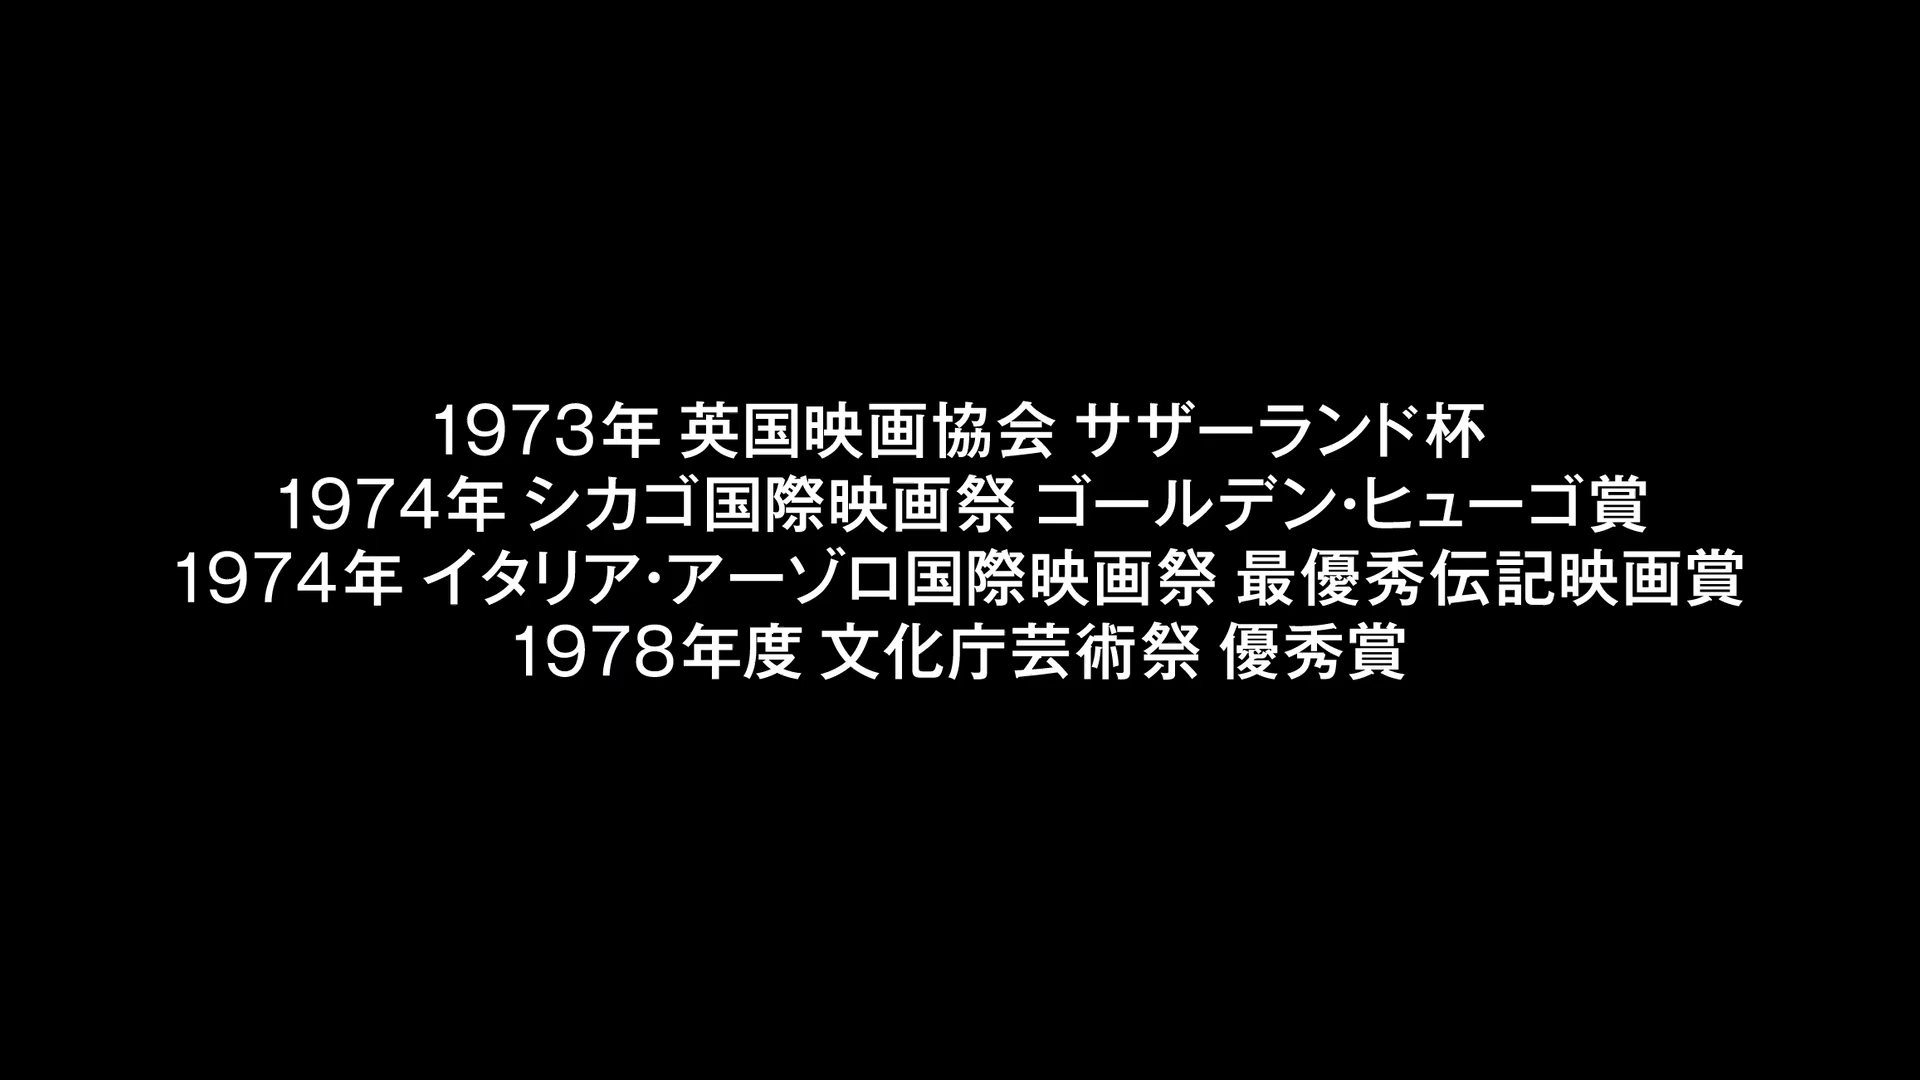 1973年 英国映画協会 サザーランド杯
1974年 シカゴ国際映画祭 ゴールデン・ヒューゴ賞
1974年 イタリア・アーゾロ国際映画祭 最優秀伝記映画賞
1978年度 文化庁芸術祭 優秀賞